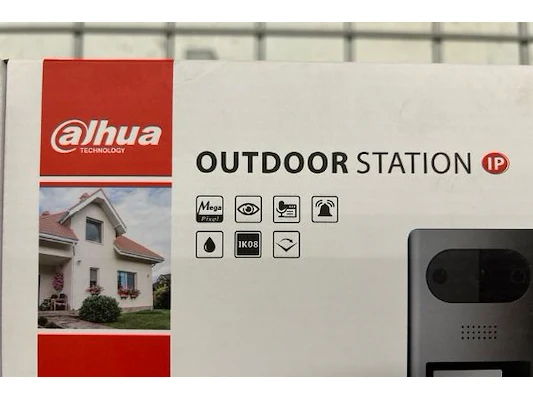 alhua
TECHNOLOGY
OUTDOOR STATION IP
Mega
Pixel
IK08